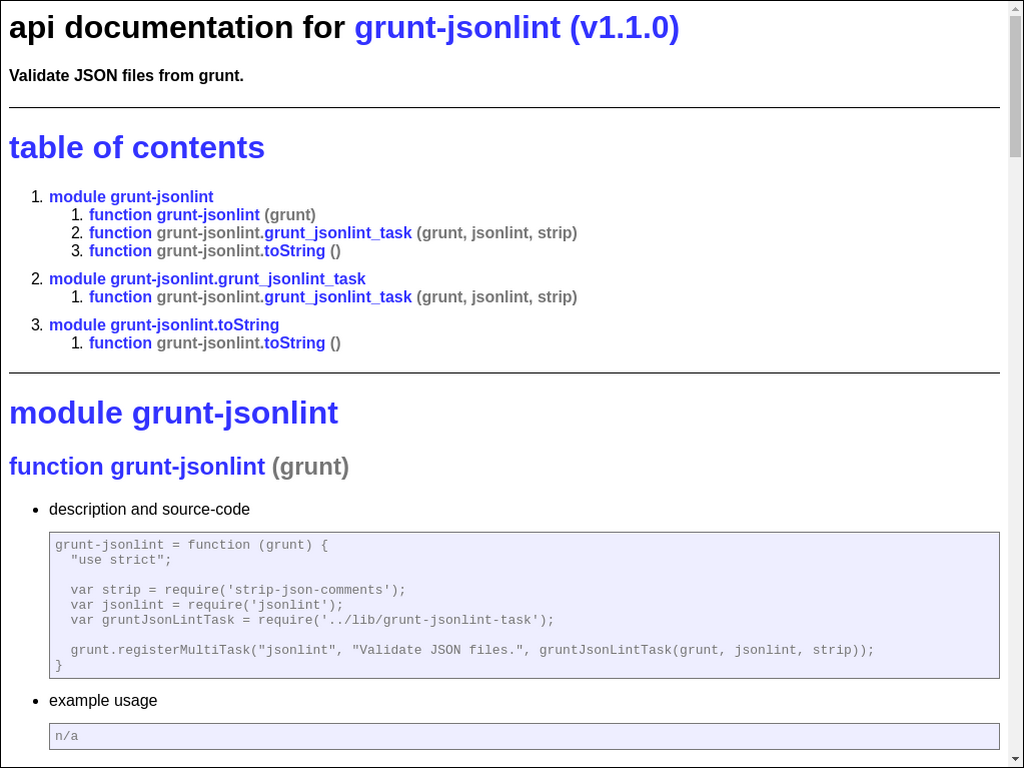 api documentation for grunt-jsonlint (v1.1.0)
Validate JSON files from grunt.
table of contents
1. module grunt-jsonlint
1. function grunt-jsonlint (grunt)
2. function grunt-jsonlint.grunt_jsonlint_task (grunt, jsonlint, strip)
3. function grunt-jsonlint.toString ()
2. module grunt-jsonlint.grunt_jsonlint_task
1. function grunt-jsonlint.grunt_jsonlint_task (grunt, jsonlint, strip)
3. module grunt-jsonlint.toString
1. function grunt-jsonlint.toString ()
module grunt-jsonlint
function grunt-jsonlint (grunt)
• description and source-code
grunt-jsonlint = function (grunt) {
  "use strict";
  var strip = require('strip-json-comments');
  var jsonlint = require('jsonlint');
  var gruntJsonLintTask = require('../lib/grunt-jsonlint-task');
  grunt.registerMultiTask("jsonlint", "Validate JSON files.", gruntJsonLintTask(grunt, jsonlint, strip));
}
• example usage
n/a